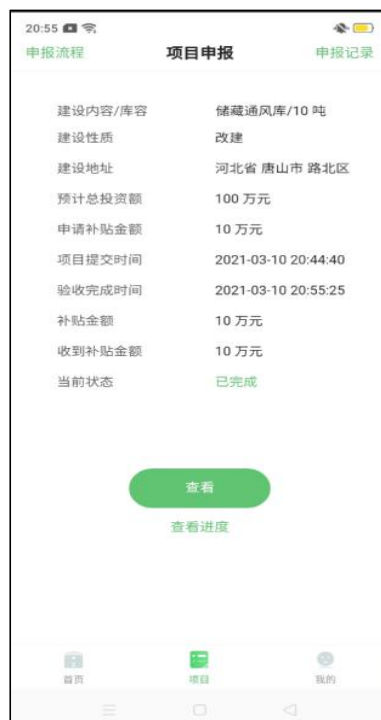 20:55
申报流程 项目申报 申报记录
建设内容/库容 储藏通风库/10 吨
建设性质 改建
建设地址 河北省 唐山市 路北区
预计总投资额 100 万元
申请补贴金额 10 万元
项目提交时间 2021-03-10 20:44:40
验收完成时间 2021-03-10 20:55:25
补贴金额 10 万元
收到补贴金额 10 万元
当前状态 已完成
查看
查看进度
首页 项目 我的